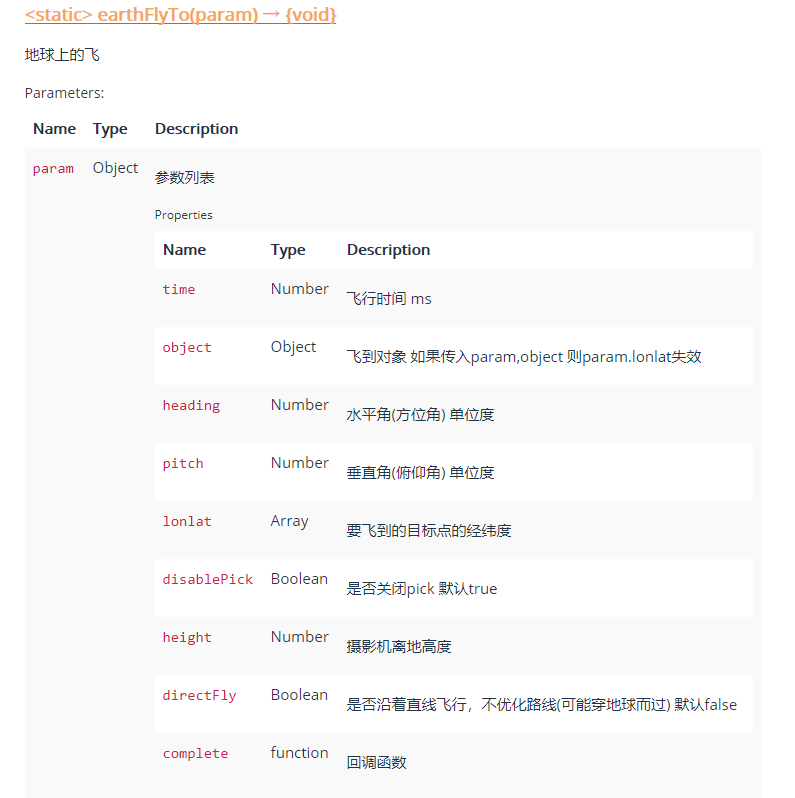 <static> earthFlyTo(param) → {void}
地球上的飞
Parameters:
Name Type Description
param Object 参数列表
Properties
Name Type Description
time Number 飞行时间 ms
object Object 飞到对象 如果传入param,object 则param.lonlat失效
heading Number 水平角(方位角) 单位度
pitch Number 垂直角(俯仰角) 单位度
lonlat Array 要飞到的目标点的经纬度
disablePick Boolean 是否关闭pick 默认true
height Number 摄影机离地高度
directFly Boolean 是否沿着直线飞行，不优化路线(可能穿地球而过) 默认false
complete function 回调函数